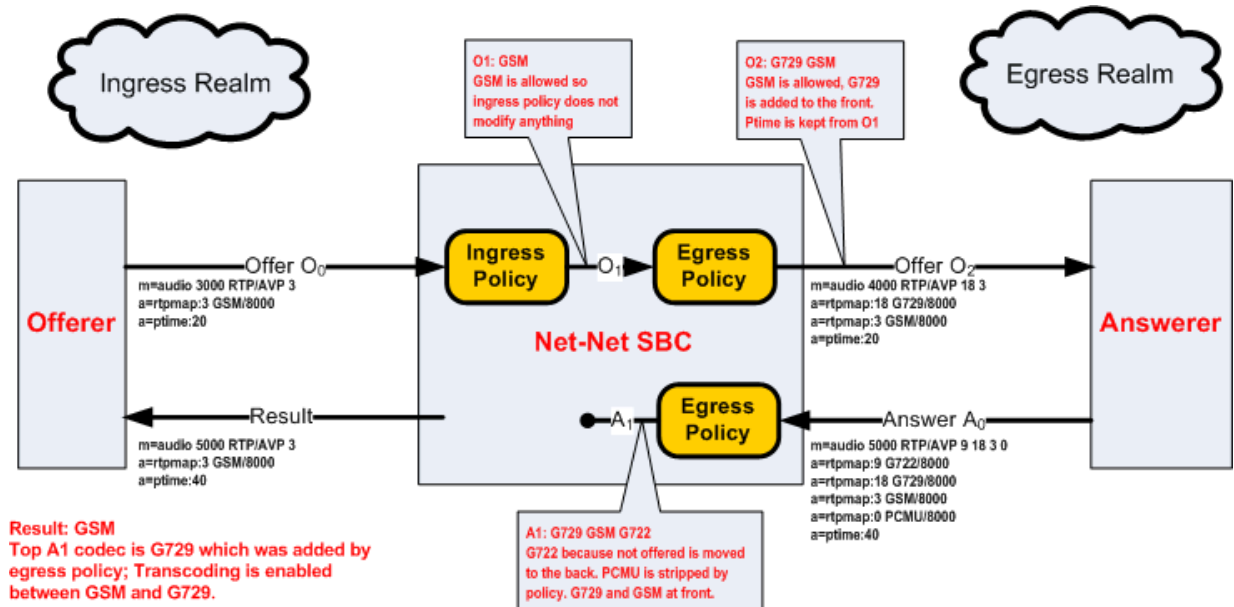 Ingress Realm
Egress Realm
O1: GSM
GSM is allowed so
ingress policy does not
modify anything
O2: G729 GSM
GSM is allowed, G729
is added to the front.
Ptime is kept from O1
Offerer
Offer O0
m=audio 3000 RTP/AVP 3
a=rtpmap:3 GSM/8000
a=ptime:20
Ingress
Policy
O1
Egress
Policy
Offer O2
m=audio 4000 RTP/AVP 18 3
a=rtpmap:18 G729/8000
a=rtpmap:3 GSM/8000
a=ptime:20
Answerer
Net-Net SBC
Result
m=audio 5000 RTP/AVP 3
a=rtpmap:3 GSM/8000
a=ptime:40
A1
Egress
Policy
Answer A0
m=audio 5000 RTP/AVP 9 18 3 0
a=rtpmap:9 G722/8000
a=rtpmap:18 G729/8000
a=rtpmap:3 GSM/8000
a=rtpmap:0 PCMU/8000
a=ptime:40
Result: GSM
Top A1 codec is G729 which was added by
egress policy; Transcoding is enabled
between GSM and G729.
A1: G729 GSM G722
G722 because not offered is moved
to the back. PCMU is stripped by
policy. G729 and GSM at front.